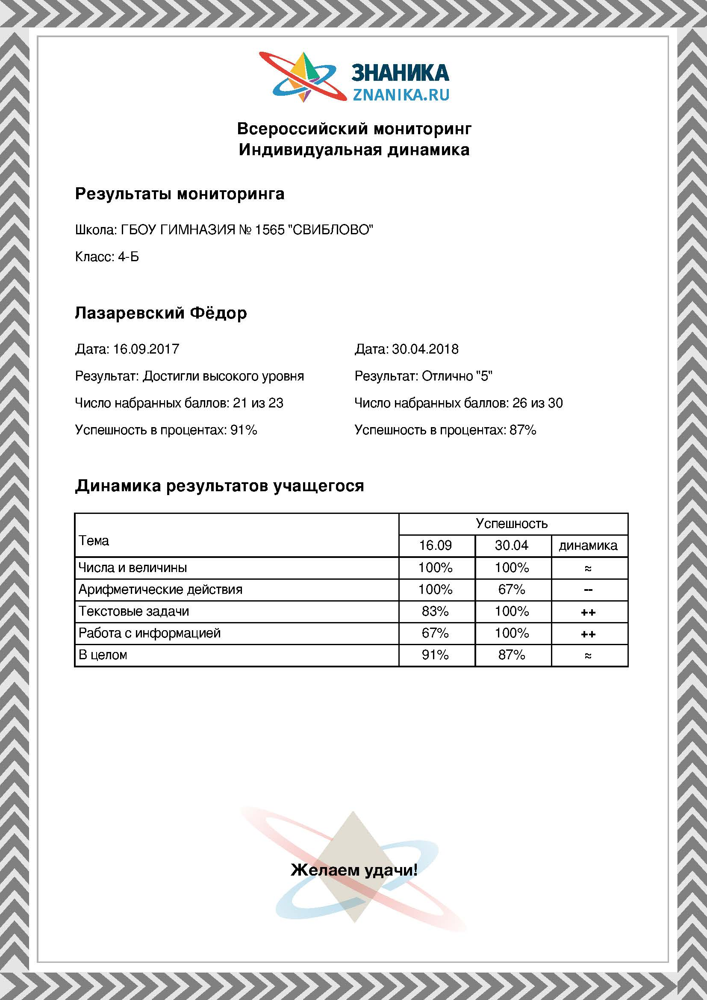 ЗНАНИКА
ZNANIKA.RU
Всероссийский мониторинг
Индивидуальная динамика
Результаты мониторинга
Школа: ГБОУ ГИМНАЗИЯ № 1565 "СВИБЛОВО"
Класс: 4-Б
Лазаревский Фёдор
Дата: 16.09.2017
Результат: Достигли высокого уровня
Число набранных баллов: 21 из 23
Успешность в процентах: 91%
Дата: 30.04.2018
Результат: Отлично "5"
Число набранных баллов: 26 из 30
Успешность в процентах: 87%
Динамика результатов учащегося
Тема Успешность
16.09 30.04 динамика
Числа и величины 100% 100% ≈
Арифметические действия 100% 67% --
Текстовые задачи 83% 100% ++
Работа с информацией 67% 100% ++
В целом 91% 87% ≈
Желаем удачи!